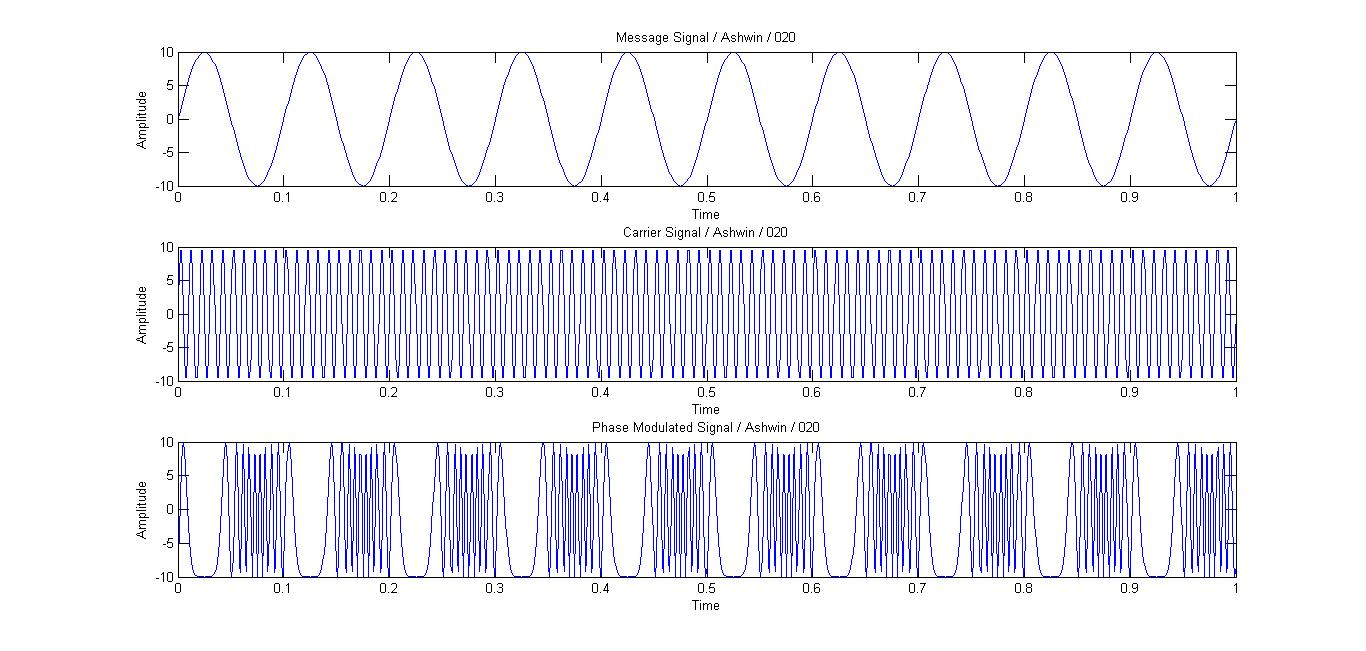 Message Signal / Ashwin / 020
10
5
0
-5
-10
Amplitude
0 0.1 0.2 0.3 0.4 0.5 0.6 0.7 0.8 0.9 1
Time
Carrier Signal / Ashwin / 020
10
5
0
-5
-10
Amplitude
0 0.1 0.2 0.3 0.4 0.5 0.6 0.7 0.8 0.9 1
Time
Phase Modulated Signal / Ashwin / 020
10
5
0
-5
-10
Amplitude
0 0.1 0.2 0.3 0.4 0.5 0.6 0.7 0.8 0.9 1
Time